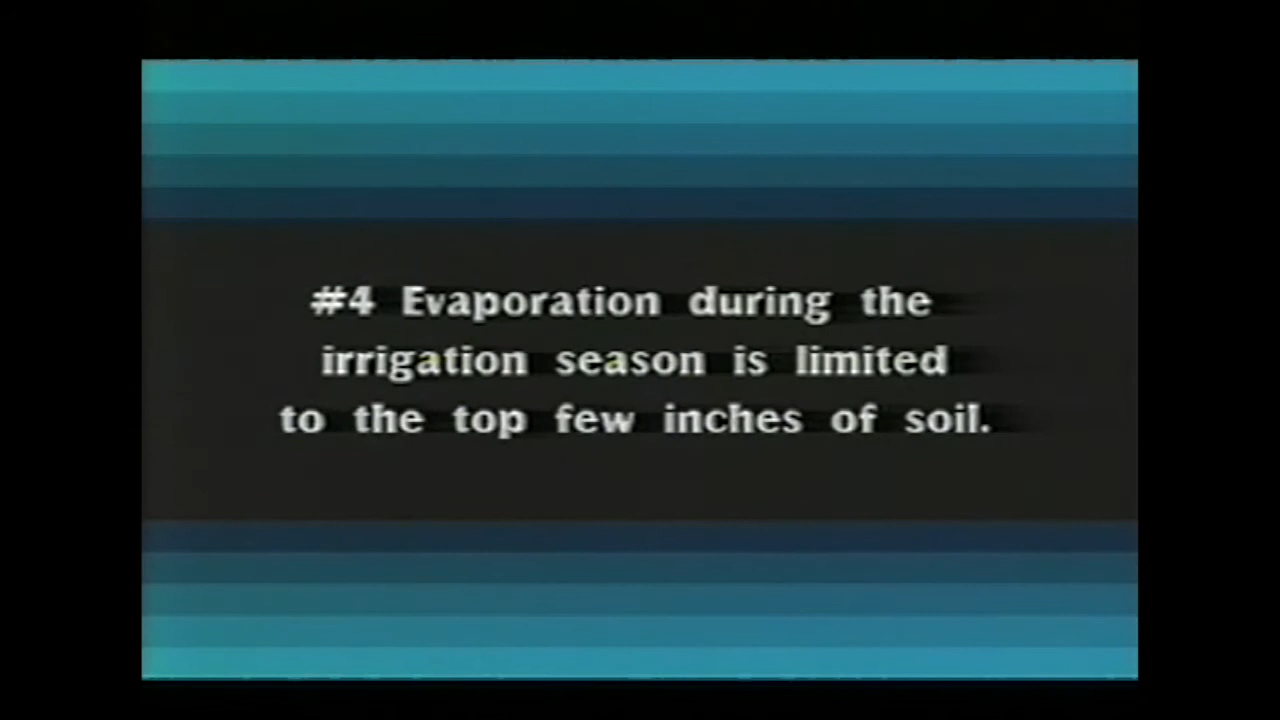 #4 Evaporation during the
irrigation season is limited
to the top few inches of soil.